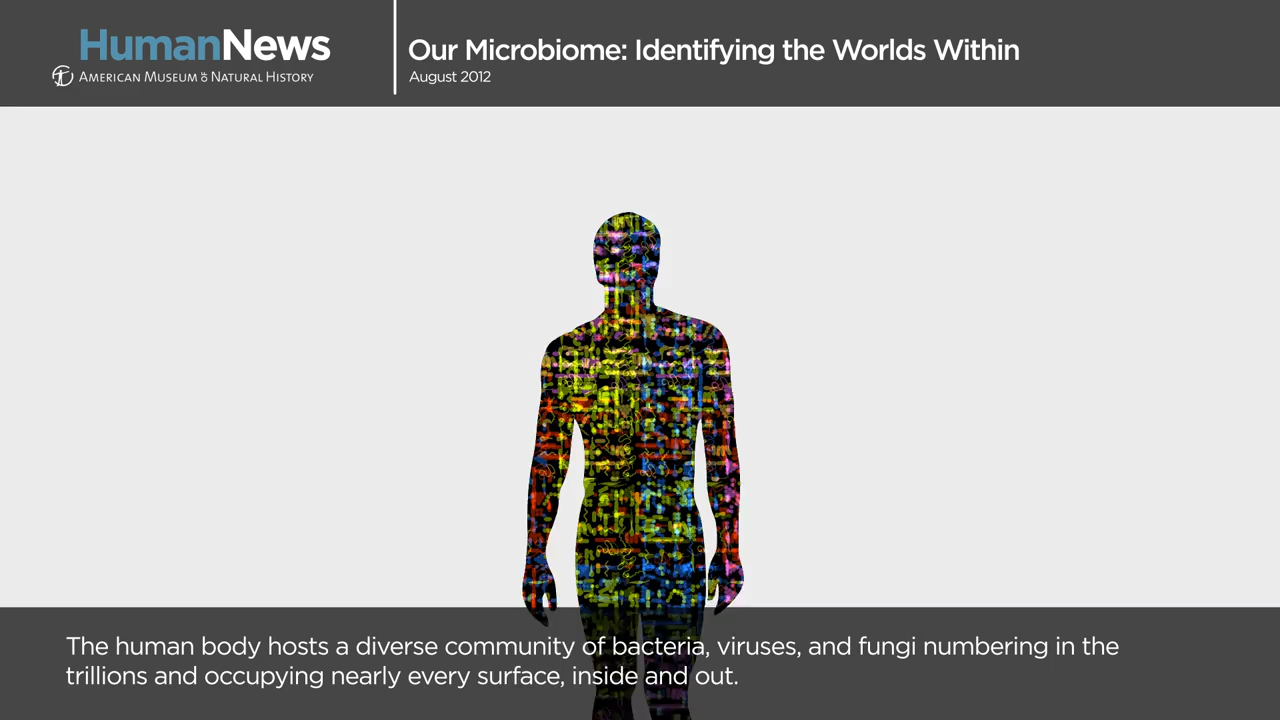 HumanNews
AMERICAN MUSEUM OF NATURAL HISTORY
Our Microbiome: Identifying the Worlds Within
August 2012
The human body hosts a diverse community of bacteria, viruses, and fungi numbering in the
trillions and occupying nearly every surface, inside and out.